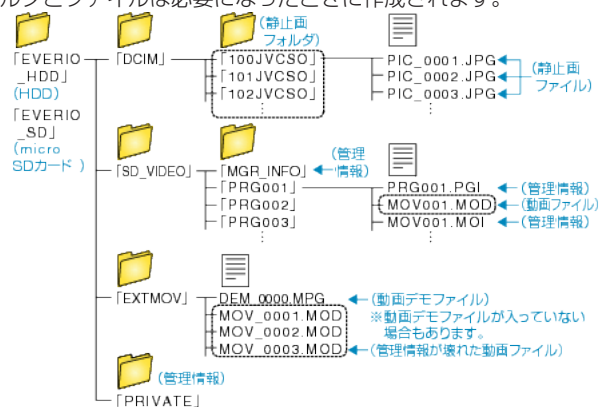 ルダとファイルは必要になったときに作成されます。
「EVERIO
_HDD」
(HDD)
「EVERIO
_SD」
(micro
SDカード )
「DCIM」
(静止画
フォルダ)
「100JVCSO」
「101JVCSO」
「102JVCSO」
PIC_0001.JPG
PIC_0002.JPG
PIC_0003.JPG
(静止画
ファイル)
「SD_VIDEO」
「MGR_INFO」
(管理
情報)
「PRG001」
「PRG002」
「PRG003」
PRG001.PGI
(管理情報)
MOV001.MOD
(動画ファイル)
MOV001.MOI
(管理情報)
「EXTMOV」
DEM_0000.MPG
(動画デモファイル)
※動画デモファイルが入っていない
場合もあります。
MOV_0001.MOD
MOV_0002.MOD
MOV_0003.MOD
(管理情報が壊れた動画ファイル)
(管理情報)
「PRIVATE」